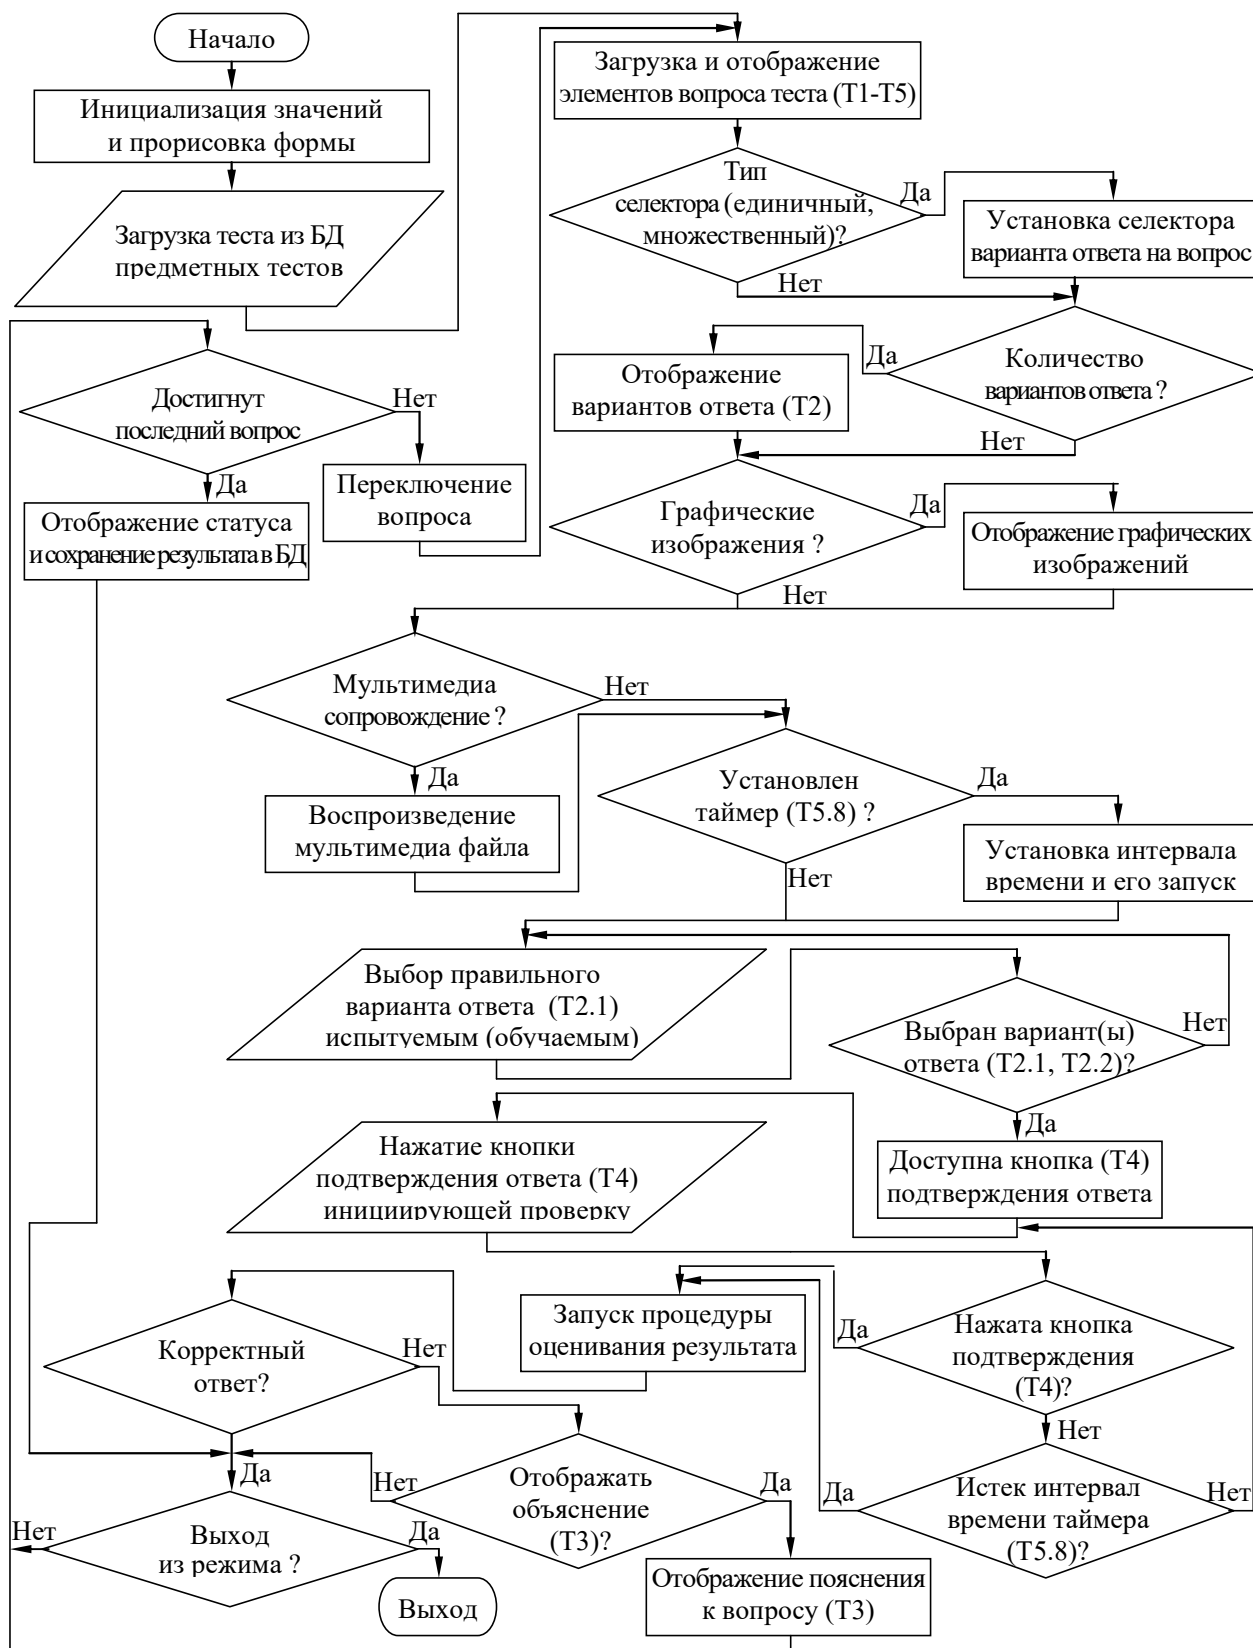 Начало
Инициализация значений
и прорисовка формы
Загрузка теста из БД
предметных тестов
Загрузка и отображение
элементов вопроса теста (Т1-Т5)
Тип
селектора (единичный,
множественный)?
Да
Нет
Установка селектора
варианта ответа на вопрос
Количество
вариантов ответа ?
Да
Нет
Отображение
вариантов ответа (Т2)
Достигнут
последний вопрос
Нет
Да
Переключение
вопроса
Отображение статуса
и сохранение результата в БД
Графические
изображения ?
Да
Нет
Отображение графических
изображений
Мультимедиа
сопровождение ?
Нет
Да
Воспроизведение
мультимедиа файла
Установлен
таймер (Т5.8) ?
Да
Нет
Установка интервала
времени и его запуск
Выбор правильного
варианта ответа (Т2.1)
испытуемым (обучаемым)
Выбран вариант(ы)
ответа (Т2.1, Т2.2)?
Нет
Да
Доступна кнопка (Т4)
подтверждения ответа
Нажатие кнопки
подтверждения ответа (Т4)
инициирующей проверку
Нажата кнопка
подтверждения
(Т4)?
Да
Нет
Запуск процедуры
оценивания результата
Корректный
ответ?
Нет
Да
Истек интервал
времени таймера
(Т5.8)?
Да
Нет
Отображать
объяснение
(Т3)?
Нет
Да
Выход
из режима ?
Нет
Да
Выход
Отображение пояснения
к вопросу (Т3)